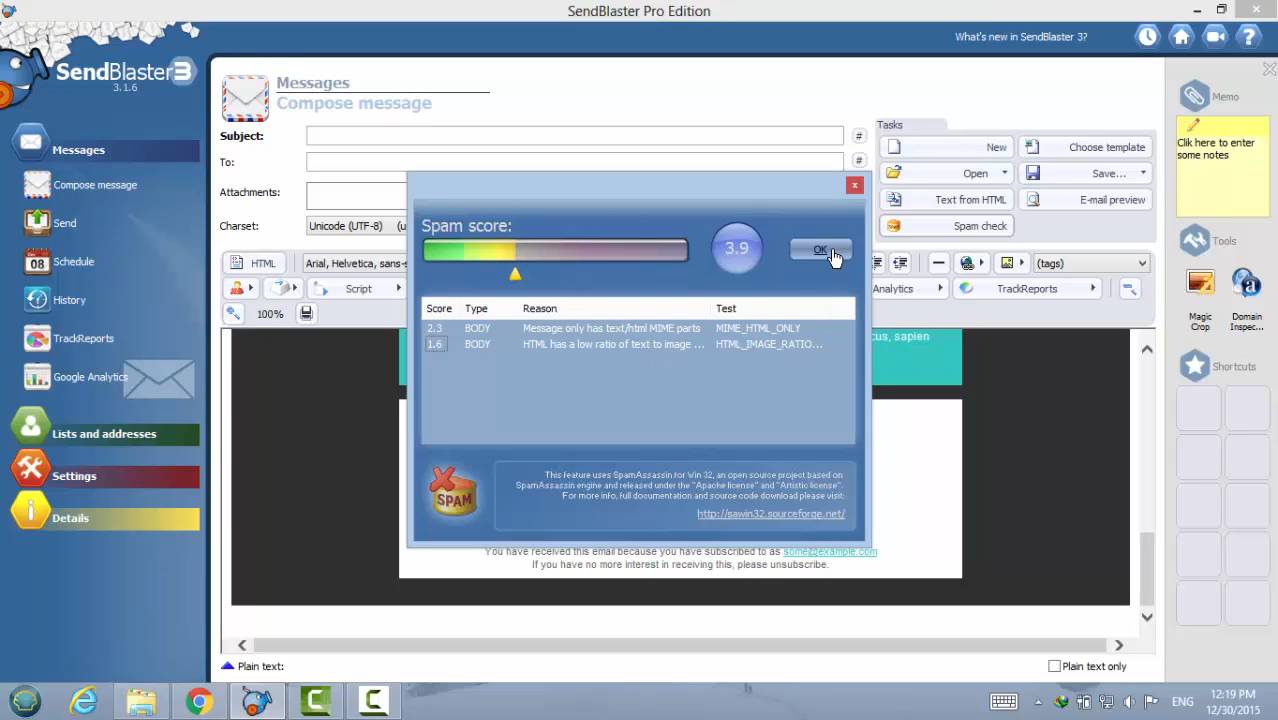 SendBlaster Pro Edition
SendBlaster 3
3.1.6
What's new in SendBlaster 3?
Messages
Compose message
Send
Schedule
08
History
TrackReports
Google Analytics
Lists and addresses
Settings
Details
Messages
Compose message
Subject:
#
To:
#
Attachments:
Charset:
Unicode (UTF-8)
Tasks
New
Choose template
Open
Save...
Text from HTML
E-mail preview
Spam check
HTML
Arial, Helvetica, sans-
(tags)
Script
Analytics
TrackReports
100%
Spam score:
3.9
OK
Score Type Reason Test
2.3 BODY Message only has text/html MIME parts MIME_HTML_ONLY
1.6 BODY HTML has a low ratio of text to image ... HTML_IMAGE_RATIO...
SPAM
This feature uses SpamAssassin for Win 32, an open source project based on
SpamAssassin engine and released under the "Apache license" and "Artistic license".
For more info, full documentation and source code download please visit:
http://sawin32.sourceforge.net/
sapien
You have received this email because you have subscribed to as some@example.com
If you have no more interest in receiving this, please unsubscribe.
Plain text:
Plain text only
Memo
Clik here to enter
some notes
Tools
Magic
Crop
Domain
Inspec...
Shortcuts
ENG
12:19 PM
12/30/2015